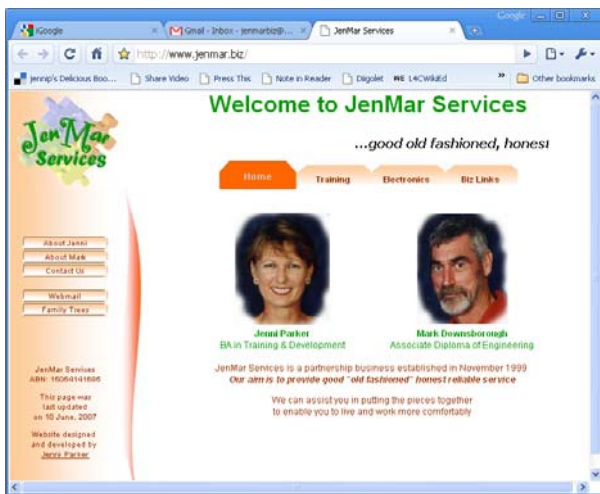 Google
iGoogle
Gmail - Inbox - jenmarbiz@...
JenMar Services
http://www.jenmar.biz/
jennip's Delicious Boo...
Share Video
Press This
Note in Reader
Diigolet
L4CWikiEd
»
Other bookmarks
JenMar
Services
Welcome to JenMar Services
...good old fashioned, honest
Home
Training
Electronics
Biz Links
About Jenni
About Mark
Contact Us
Webmail
Family Trees
Jenni Parker
BA in Training & Development
Mark Downsborough
Associate Diploma of Engineering
JenMar Services is a partnership business established in November 1999
Our aim is to provide good "old fashioned" honest reliable service
We can assist you in putting the pieces together
to enable you to live and work more comfortably
JenMar Services
ABN: 16064141696
This page was
last updated
on 10 June, 2007
Website designed
and developed by
Jenni Parker